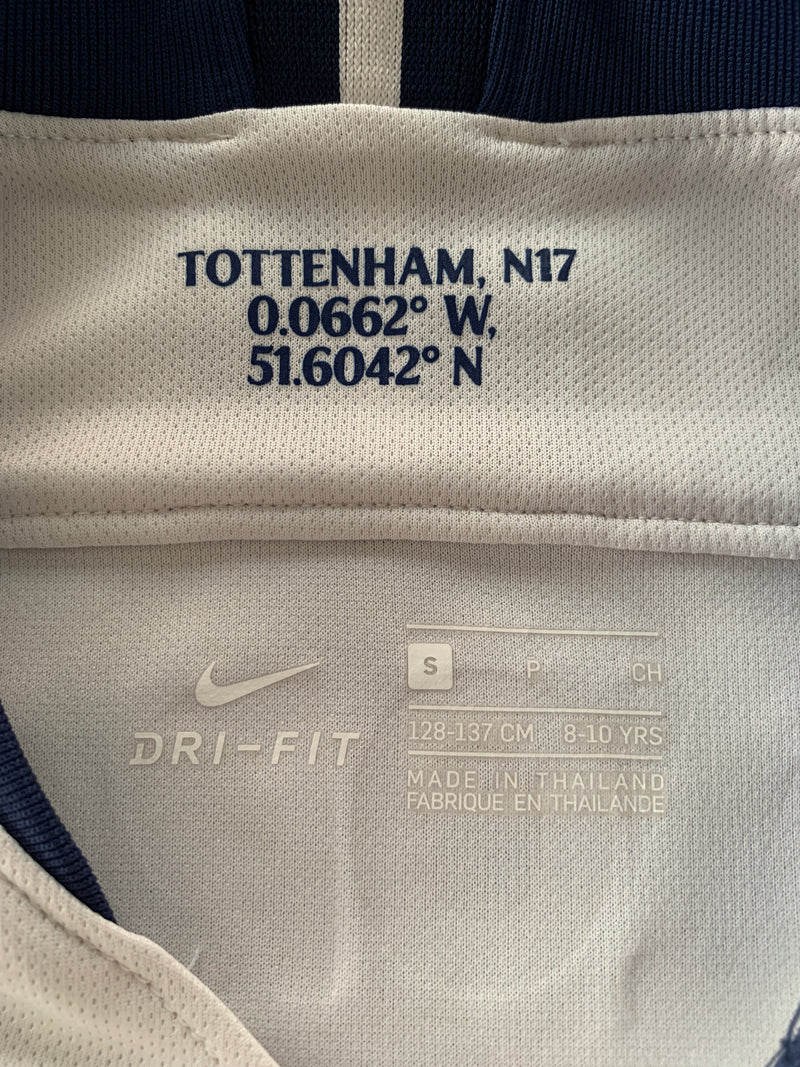 TOTTENHAM, N17
0.0662° W,
51.6042° N
DRI-FIT
S P CH
128-137 CM 8-10 YRS
MADE IN THAILAND
FABRIQUE EN THAILANDE